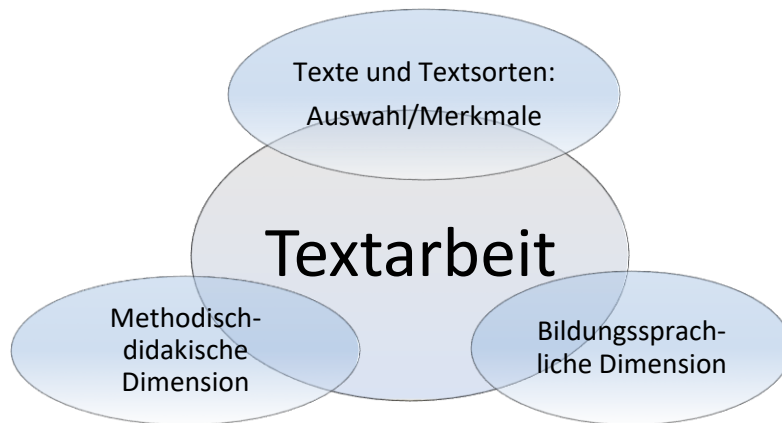 Texte und Textsorten:
Auswahl/Merkmale
Textarbeit
Methodisch-
didakische
Dimension
Bildungssprach-
liche Dimension